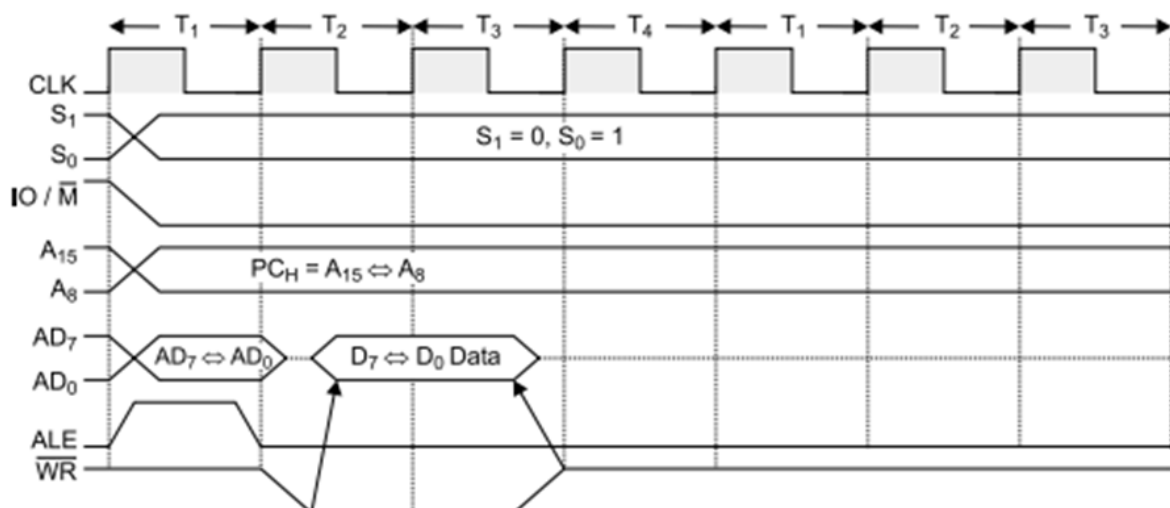 T1 T2 T3 T4 T1 T2 T3
CLK
S1
S1 = 0, S0 = 1
S0
IO / M̅
A15
PCH = A15 ⇔ A8
A8
AD7
AD7 ⇔ AD0 D7 ⇔ D0 Data
AD0
ALE
W̅R̅